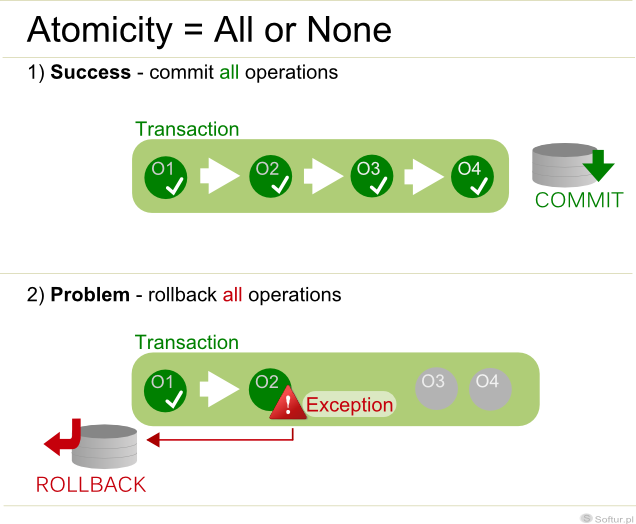 Atomicity = All or None
1) Success - commit all operations
Transaction
O1 O2 O3 O4
COMMIT
2) Problem - rollback all operations
Transaction
O1 O2 O3 O4
! Exception
ROLLBACK
S Softur.pl